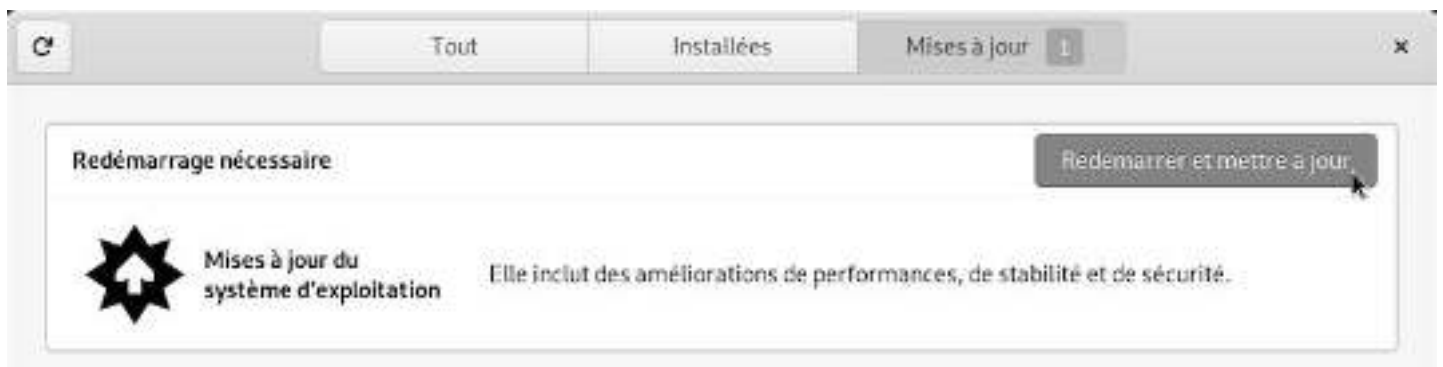 Tout
Installées
Mises à jour 1
Redémarrage nécessaire
Redémarrer et mettre à jour
Mises à jour du
système d'exploitation
Elle inclut des améliorations de performances, de stabilité et de sécurité.